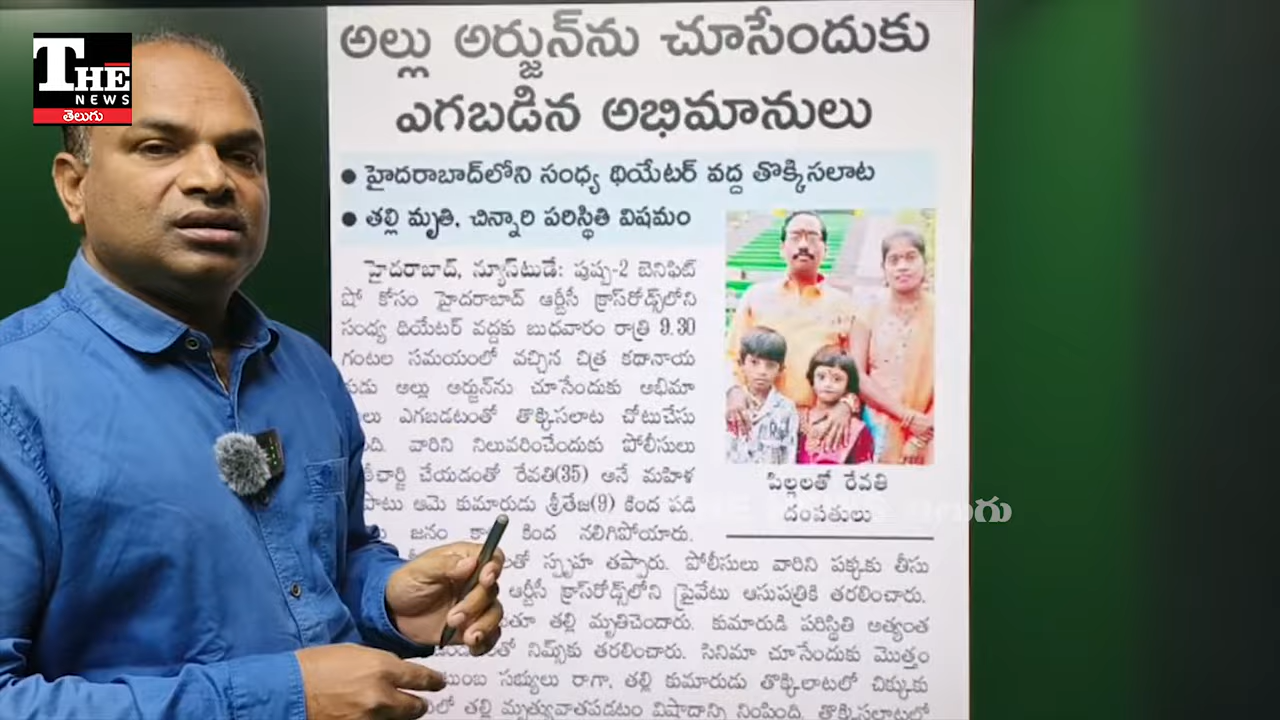 THE
NEWS
తెలుగు
అల్లు అర్జున్‌ను చూసేందుకు
ఎగబడిన అభిమానులు
● హైదరాబాద్‌లోని సంధ్య థియేటర్ వద్ద తొక్కిసలాట
● తల్లి మృతి, చిన్నారి పరిస్థితి విషమం
హైదరాబాద్, న్యూస్‌టుడే: పుష్ప-2 బెనిఫిట్
షో కోసం హైదరాబాద్ ఆర్టీసీ క్రాస్‌రోడ్స్‌లోని
సంధ్య థియేటర్ వద్దకు బుధవారం రాత్రి 9.30
గంటల సమయంలో వచ్చిన చిత్ర కథానాయ
కుడు అల్లు అర్జున్‌ను చూసేందుకు అభిమా
లు ఎగబడటంతో తొక్కిసలాట చోటుచేసు
ంది. వారిని నిలువరించేందుకు పోలీసులు
ఠీచార్జి చేయడంతో రేవతి(35) అనే మహిళ
పాటు ఆమె కుమారుడు శ్రీతేజ(9) కింద పడి
జనం కా కింద నలిగిపోయారు.
లతో స్పృహ తప్పారు. పోలీసులు వారిని పక్కకు తీసు
ఆర్టీసీ క్రాస్‌రోడ్స్‌లోని ప్రైవేటు ఆసుపత్రికి తరలించారు.
తూ తల్లి మృతిచెందారు. కుమారుడి పరిస్థితి అత్యంత
తో నిమ్స్‌కు తరలించారు. సినిమా చూసేందుకు మొత్తం
టుంబ సభ్యులు రాగా, తల్లి కుమారుడు తొక్కిలాటలో చిక్కుకు
లో తల్లి మృత్యువాతపడటం విషాదాన్ని నింపింది. తొక్కిసలాటలో
పిల్లలతో రేవతి
దంపతులు
లుగు